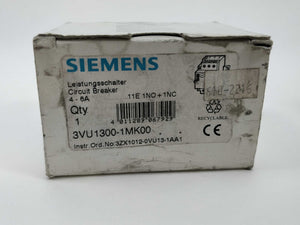 SIEMENS
Leistungsschalter
Circuit Breaker
4 - 6A 11E 1NO+1NC
Qty
1
3VU1300-1MK00
Instr.Ord.No:3ZX1012-0VU13-1AA1
RECYCLABLE
CE